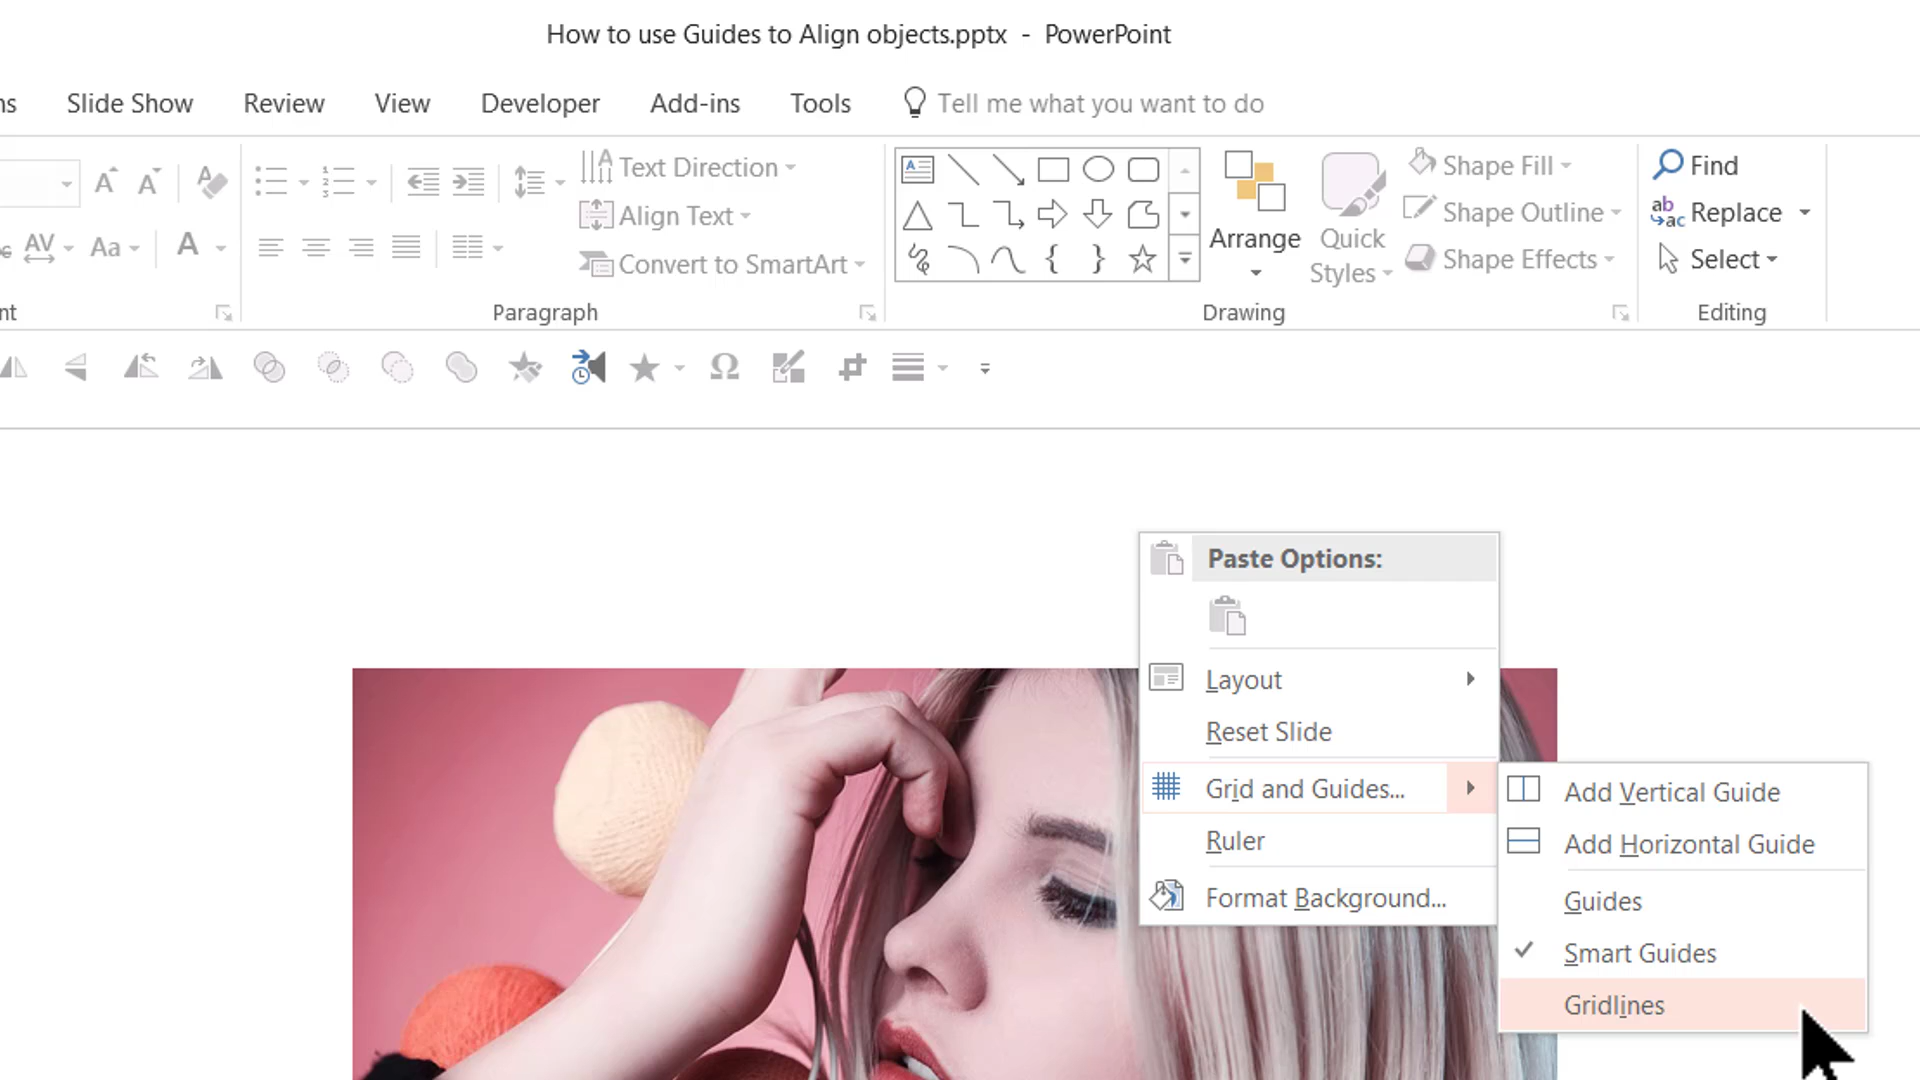 How to use Guides to Align objects.pptx - PowerPoint
ns Slide Show Review View Developer Add-ins Tools Tell me what you want to do
Text Direction
Align Text
Convert to SmartArt
AV Aa A
Paragraph
Arrange
Quick Styles
Shape Fill
Shape Outline
Shape Effects
Drawing
Find
Replace
Select
Editing
nt
Paste Options:
Layout
Reset Slide
Grid and Guides...
Ruler
Format Background...
Add Vertical Guide
Add Horizontal Guide
Guides
Smart Guides
Gridlines